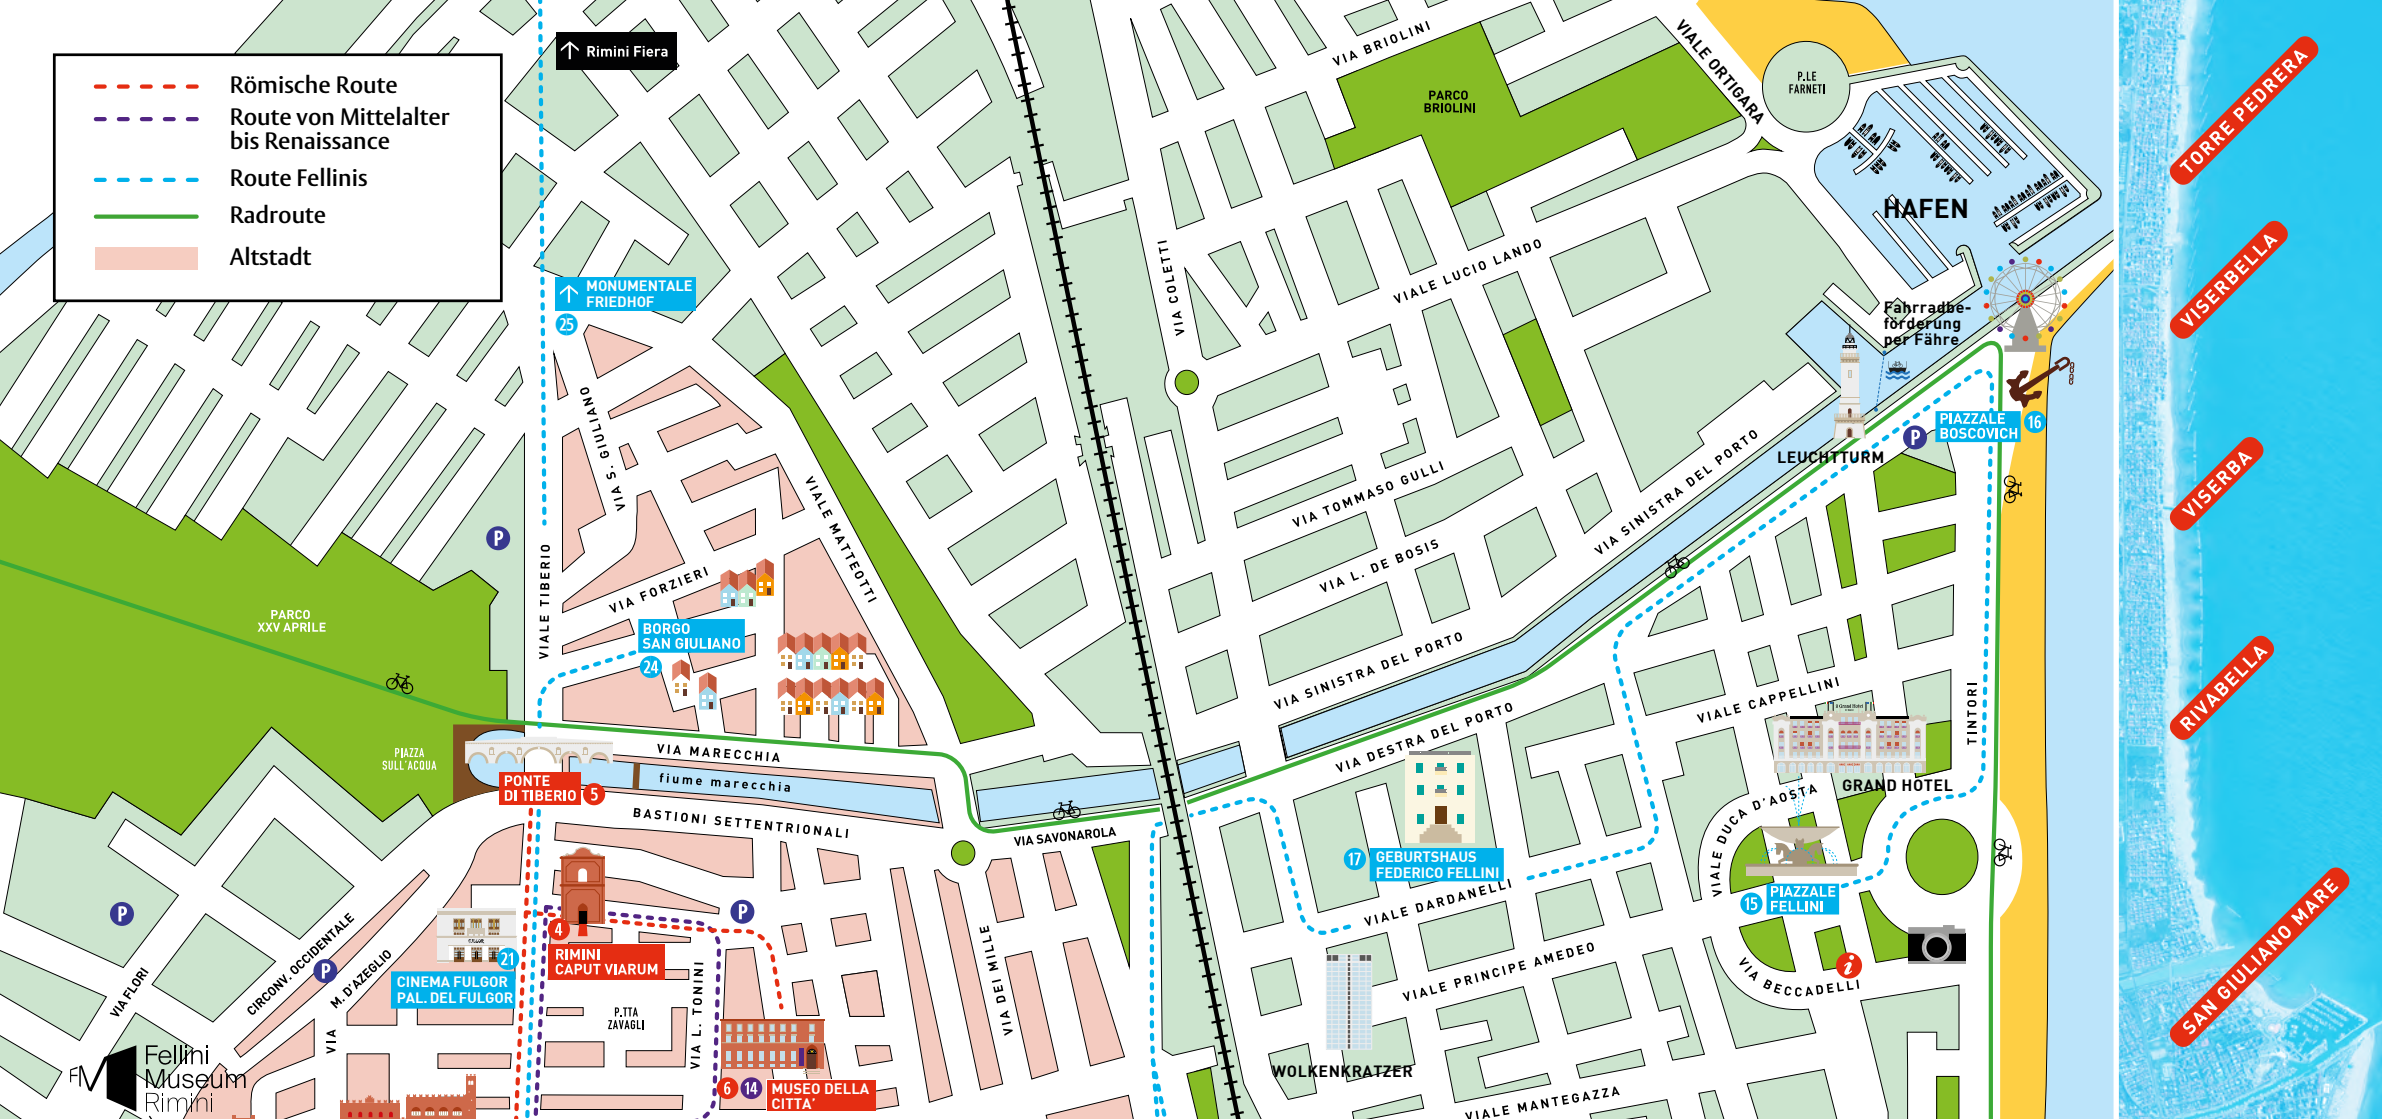 Römische Route
Route von Mittelalter
bis Renaissance
Route Fellinis
Radroute
Altstadt
Rimini Fiera
MONUMENTALE
FRIEDHOF
25
VIA BRIOLINI
PARCO
BRIOLINI
VIALE ORTIGARA
P.LE
FARNETI
HAFEN
Fahrradbe-
förderung
per Fähre
VIA COLETTI
VIALE LUCIO LANDO
VIA S. GIULIANO
VIALE MATTEOTTI
VIALE TIBERIO
VIA FORZIERI
VIA TOMMASO GULLI
VIA L. DE BOSIS
VIA SINISTRA DEL PORTO
VIA SINISTRA DEL PORTO
LEUCHTTURM
P
PIAZZALE
BOSCOVICH
16
P
PARCO
XXV APRILE
BORGO
SAN GIULIANO
24
PIAZZA
SULL'ACQUA
VIA MARECCHIA
fiume marecchia
PONTE
DI TIBERIO
5
BASTIONI SETTENTRIONALI
VIA SAVONAROLA
VIA DESTRA DEL PORTO
VIALE CAPPELLINI
TINTORI
Grand Hotel
GRAND HOTEL
VIALE DUCA D'AOSTA
17
GEBURTSHAUS
FEDERICO FELLINI
VIALE DARDANELLI
15
PIAZZALE
FELLINI
VIA BECCADELLI
i
VIALE PRINCIPE AMEDEO
WOLKENKRATZER
VIALE MANTEGAZZA
P
P
P
VIA FLORI
CIRCONV. OCCIDENTALE
M. D'AZEGLIO
VIA
21
CINEMA FULGOR
PAL. DEL FULGOR
4
RIMINI
CAPUT VIARUM
P.TTA
ZAVAGLI
VIA L. TONINI
VIA DEI MILLE
6
14
MUSEO DELLA
CITTA'
FM
Fellini
Museum
Rimini
TORRE PEDRERA
VISERBELLA
VISERBA
RIVABELLA
SAN GIULIANO MARE